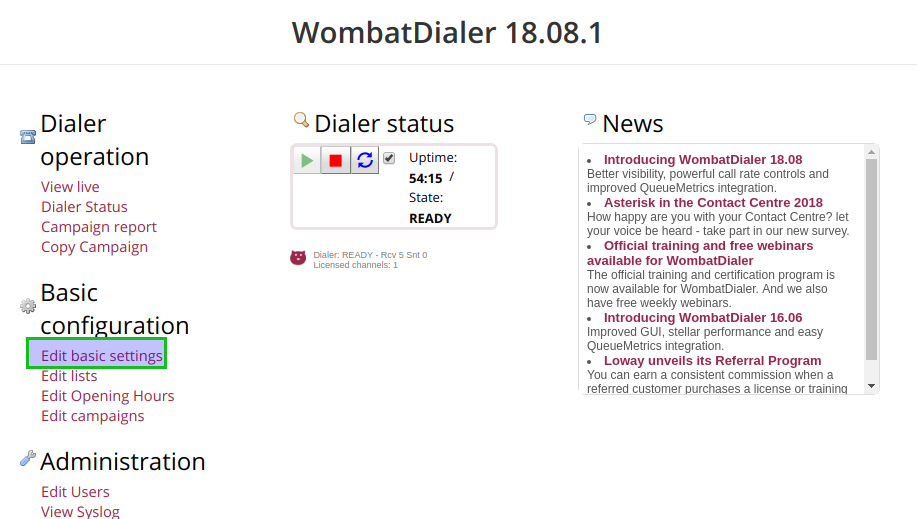 WombatDialer 18.08.1
Dialer
operation
View live
Dialer Status
Campaign report
Copy Campaign
Basic
configuration
Edit basic settings
Edit lists
Edit Opening Hours
Edit campaigns
Administration
Edit Users
View Syslog
Dialer status
Uptime:
54:15 /
State:
READY
Dialer: READY - Rcv 5 Snt 0
Licensed channels: 1
News
Introducing WombatDialer 18.08
Better visibility, powerful call rate controls and
improved QueueMetrics integration.
Asterisk in the Contact Centre 2018
How happy are you with your Contact Centre? let
your voice be heard - take part in our new survey.
Official training and free webinars
available for WombatDialer
The official training and certification program is
now available for WombatDialer. And we also
have free weekly webinars.
Introducing WombatDialer 16.06
Improved GUI, stellar performance and easy
QueueMetrics integration.
Loway unveils its Referral Program
You can earn a consistent commission when a
referred customer purchases a license or training